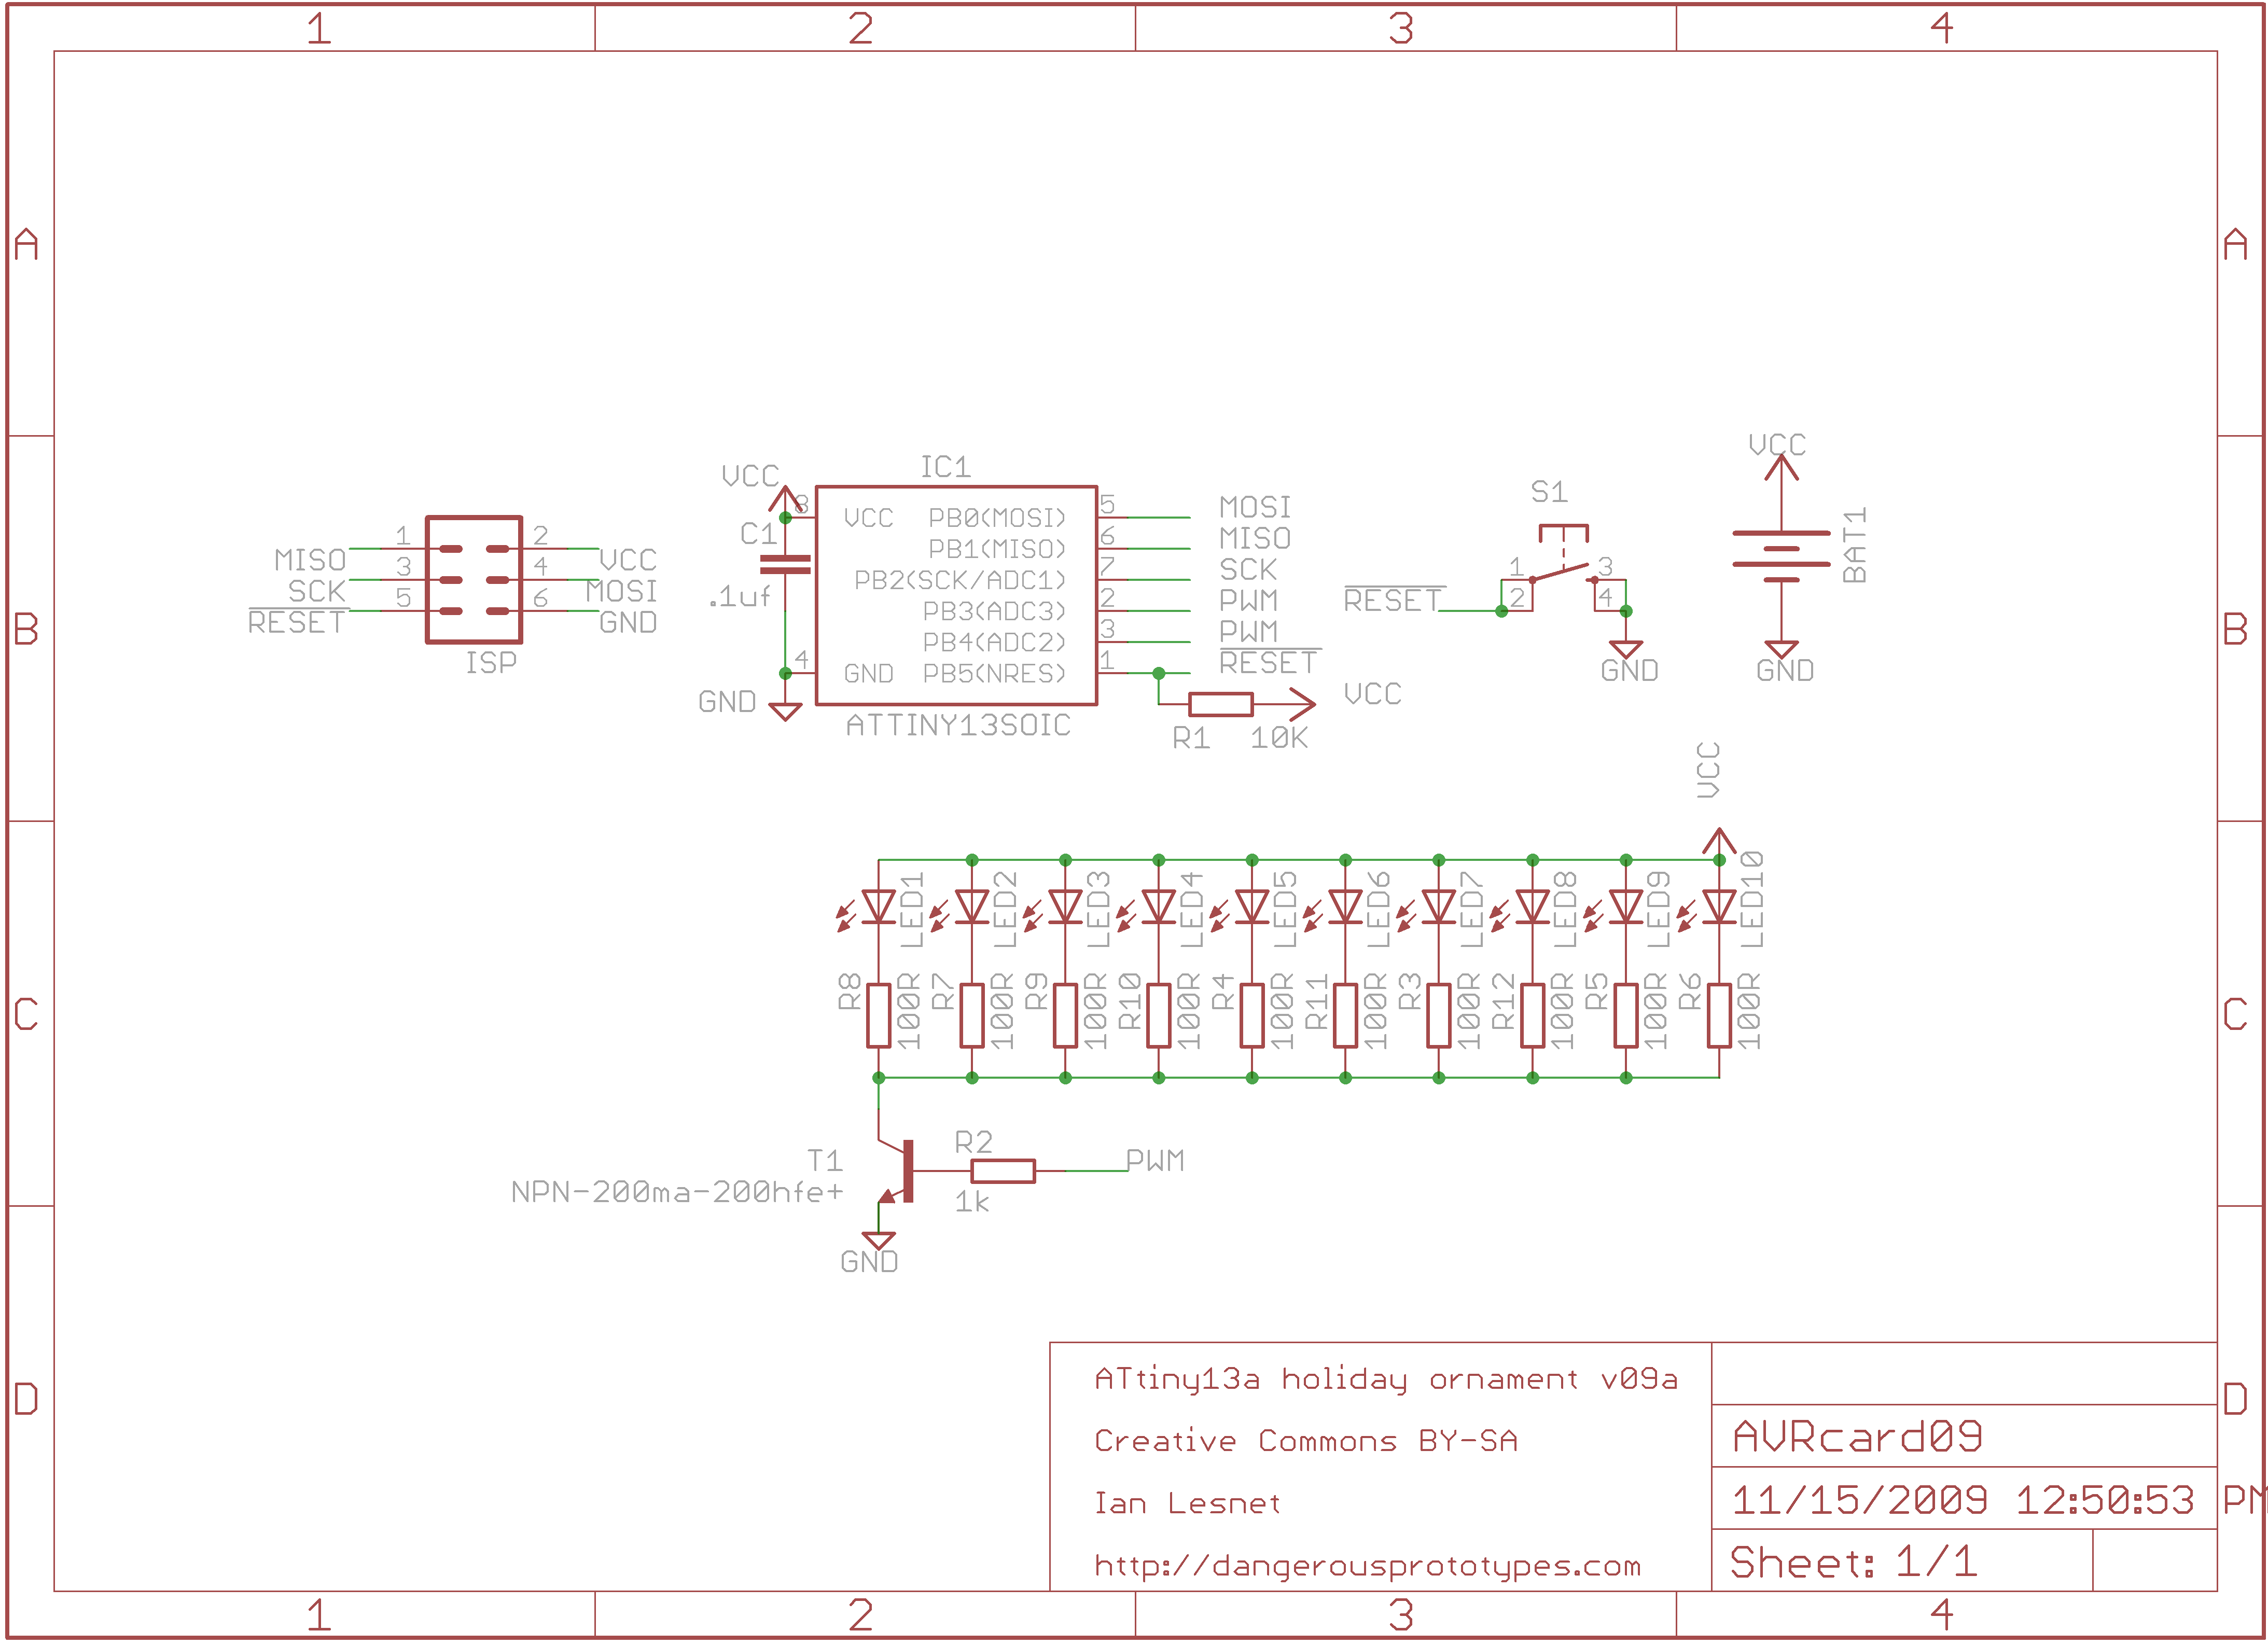 1 2 3 4
A A
VCC
IC1
VCC
S1
8 VCC PB0(MOSI) 5 MOSI
C1
BAT1
1 2
PB1(MISO) 6 MISO
MISO VCC
3 4
PB2(SCK/ADC1) 7 SCK
1 3
SCK MOSI
.1uf
5 6
PB3(ADC3) 2 PWM
RESET 2 4
RESET GND
B B
PB4(ADC2) 3 PWM
ISP
4 GND PB5(NRES) 1 RESET
GND GND
GND
VCC
ATTINY13SOIC
R1 10K
VCC
LED1 LED2 LED3 LED4 LED5 LED6 LED7 LED8 LED9 LED10
R8 100R R7 100R R9 100R R10 100R R4 100R R11 100R R3 100R R12 100R R5 100R R6 100R
C C
R2
T1 PWM
NPN-200ma-200hfe+ 1k
GND
ATtiny13a holiday ornament v09a
D D
Creative Commons BY-SA
AVRcard09
Ian Lesnet
11/15/2009 12:50:53 PM
http://dangerousprototypes.com
Sheet: 1/1
1 2 3 4